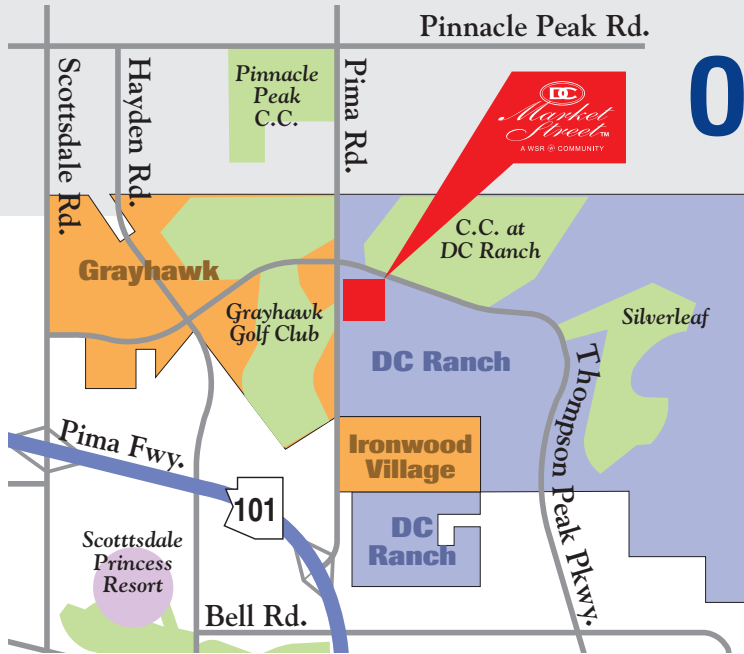 Pinnacle Peak Rd.
Scottsdale Rd.
Hayden Rd.
Pinnacle
Peak
C.C.
Pima Rd.
DC
Market
Street™
A WSR COMMUNITY
0
C.C. at
DC Ranch
Grayhawk
Grayhawk
Golf Club
Silverleaf
DC Ranch
Thompson Peak Pkwy.
Ironwood
Village
Pima Fwy.
101
DC
Ranch
Scotttsdale
Princess
Resort
Bell Rd.